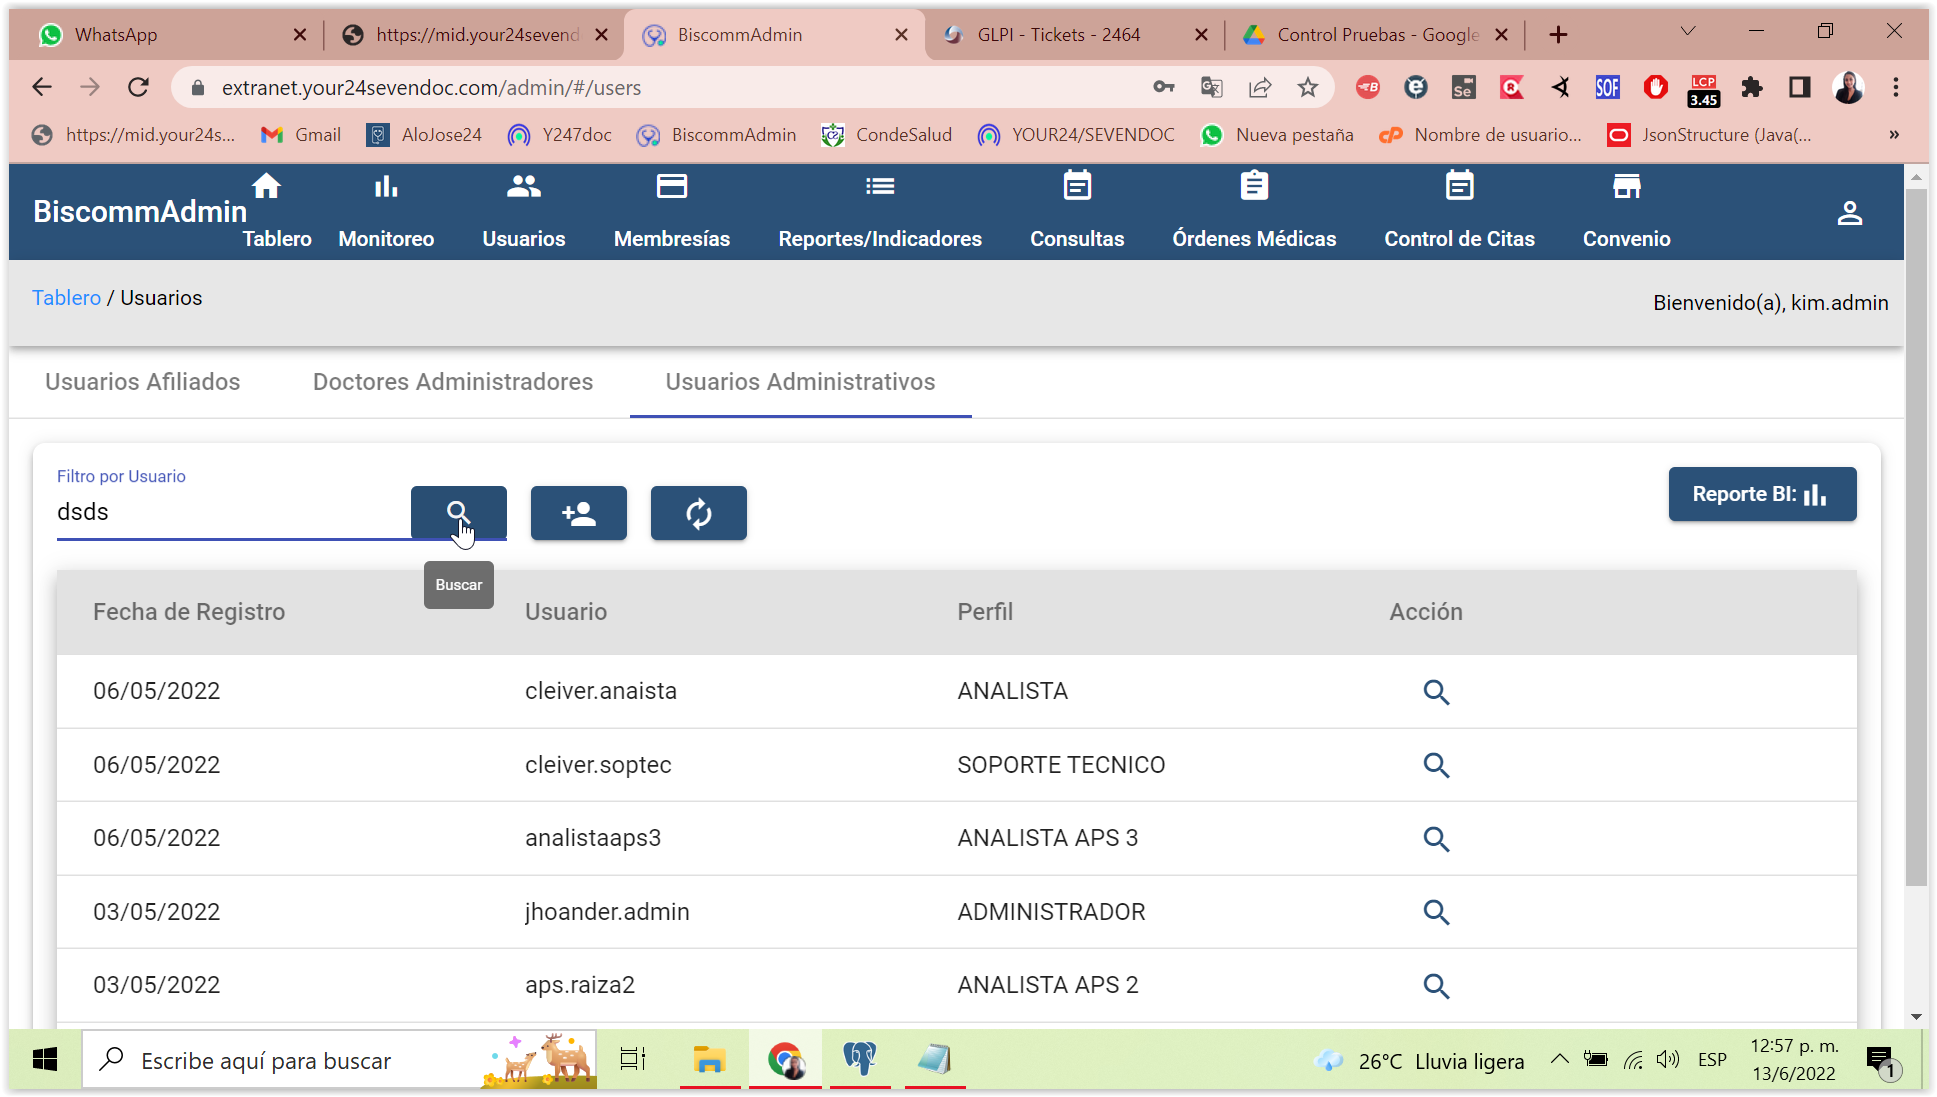 WhatsApp
https://mid.your24sevend
BiscommAdmin
GLPI - Tickets - 2464
Control Pruebas - Google
extranet.your24sevendoc.com/admin/#/users
Se
SOF
LCP
3.45
https://mid.your24s...
Gmail
AloJose24
Y247doc
BiscommAdmin
CondeSalud
YOUR24/SEVENDOC
Nueva pestaña
Nombre de usuario...
JsonStructure (Java(...
»
BiscommAdmin
Tablero
Monitoreo
Usuarios
Membresías
Reportes/Indicadores
Consultas
Órdenes Médicas
Control de Citas
Convenio
Tablero / Usuarios
Bienvenido(a), kim.admin
Usuarios Afiliados
Doctores Administradores
Usuarios Administrativos
Filtro por Usuario
dsds
Reporte BI:
Buscar
Fecha de Registro Usuario Perfil Acción
06/05/2022 cleiver.anaista ANALISTA
06/05/2022 cleiver.soptec SOPORTE TECNICO
06/05/2022 analistaaps3 ANALISTA APS 3
03/05/2022 jhoander.admin ADMINISTRADOR
03/05/2022 aps.raiza2 ANALISTA APS 2
Escribe aquí para buscar
26°C Lluvia ligera
ESP
12:57 p. m.
13/6/2022
1